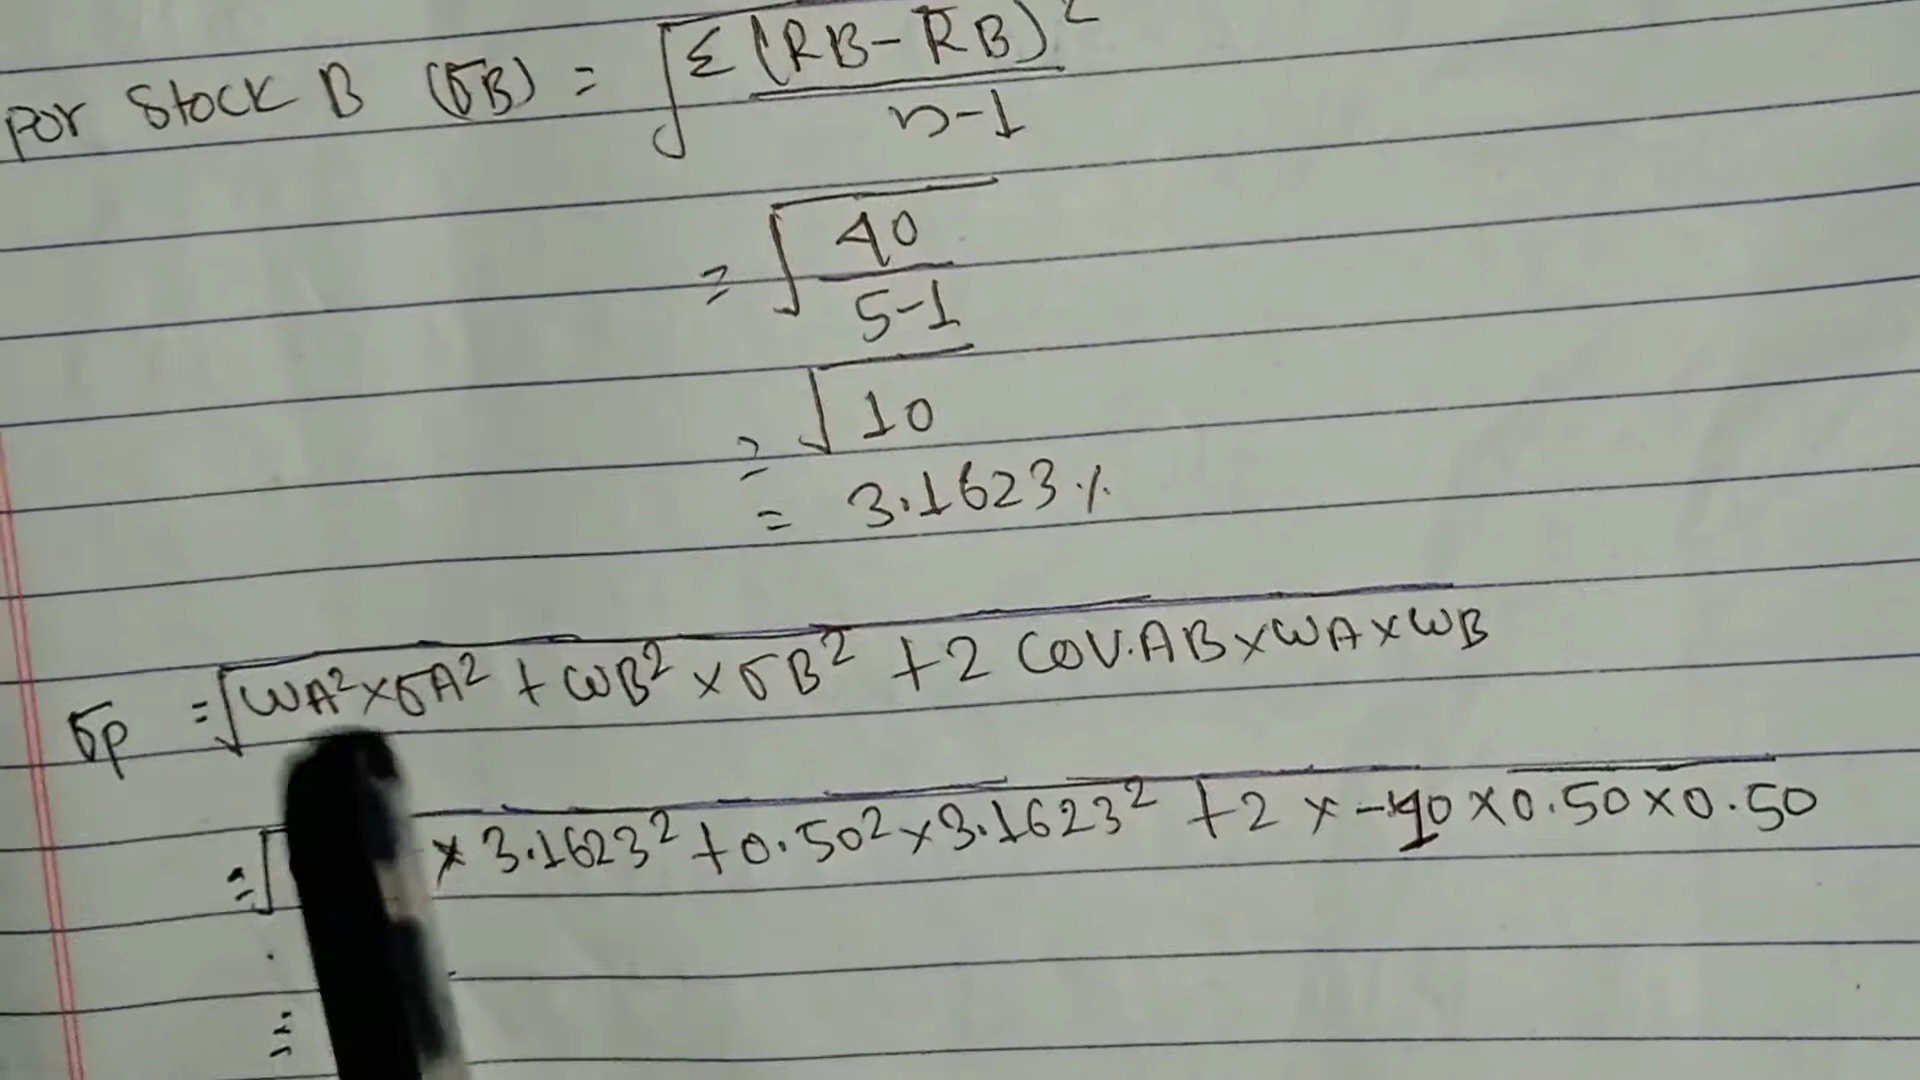 For Stock B (σB) = √Σ(RB-R̄B)²
n-1
= √40
5-1
= √10
= 3.1623%
σp = √WA²×σA² + WB²×σB² +2 COV.AB×WA×WB
= √ × 3.1623² +0.50²×3.1623² +2 × -10×0.50×0.50
=